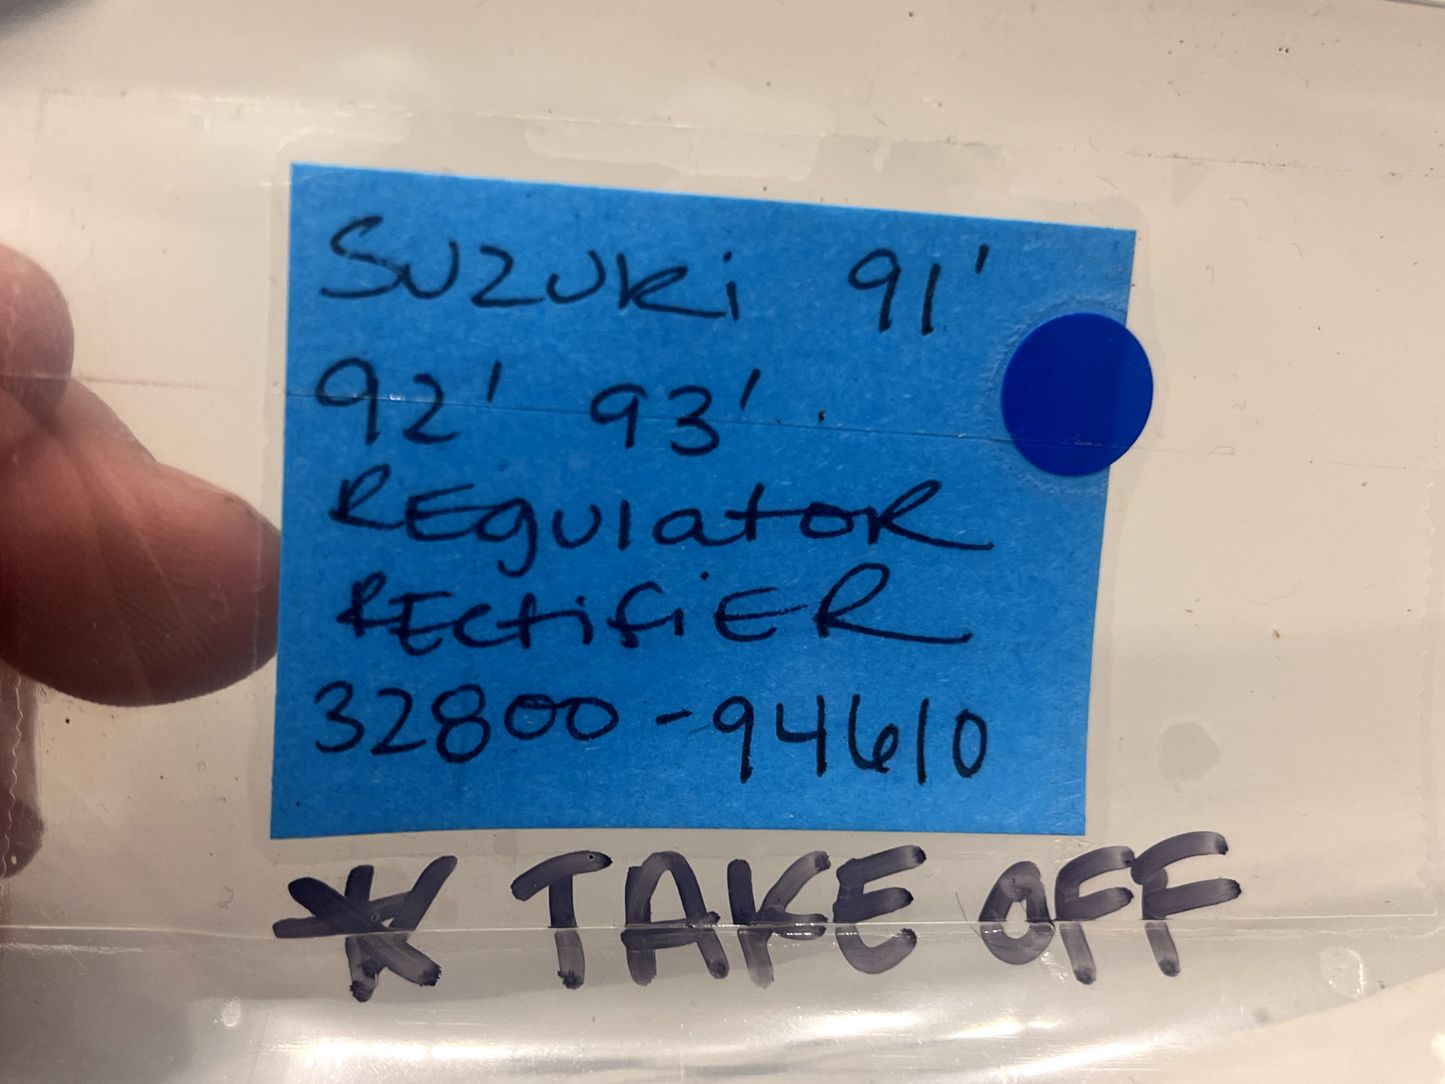 SUZUKi 91'
92' 93'
REgulatoR
RECtifiER
32800-94610
* TAKE OFF